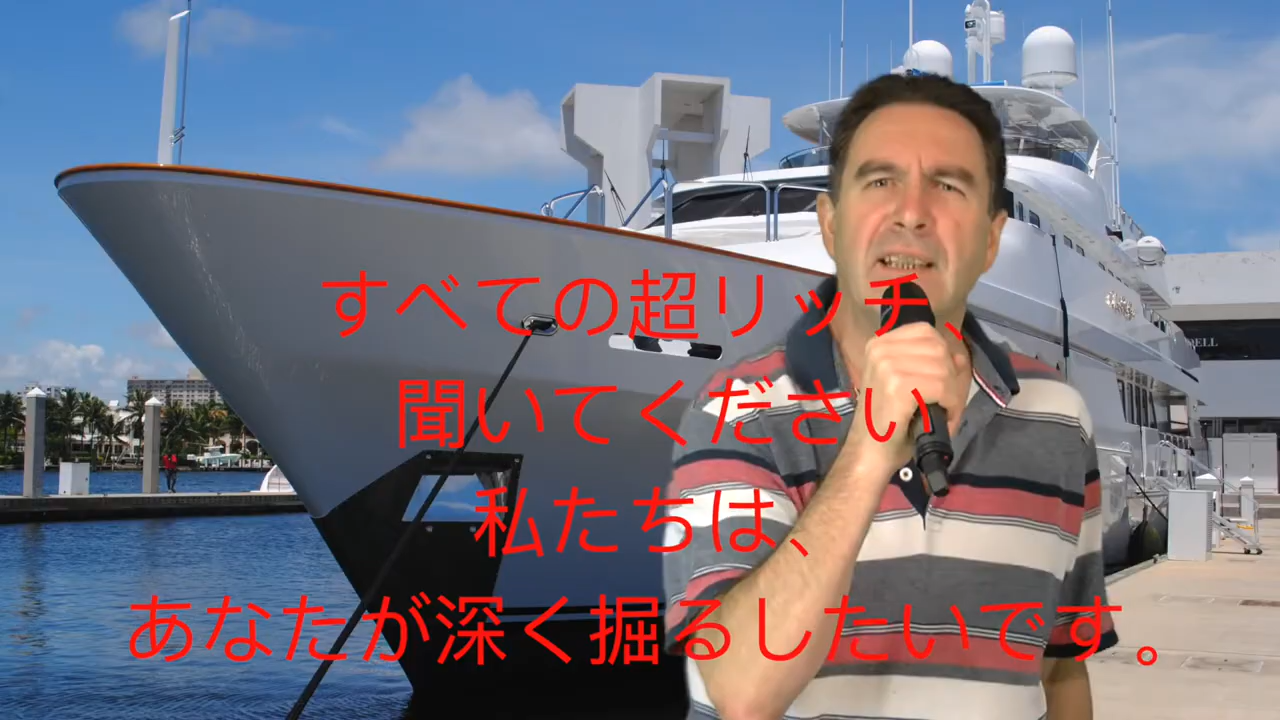 すべての超リッチ、
聞いてください
私たちは、
あなたが深く掘るしたいです。